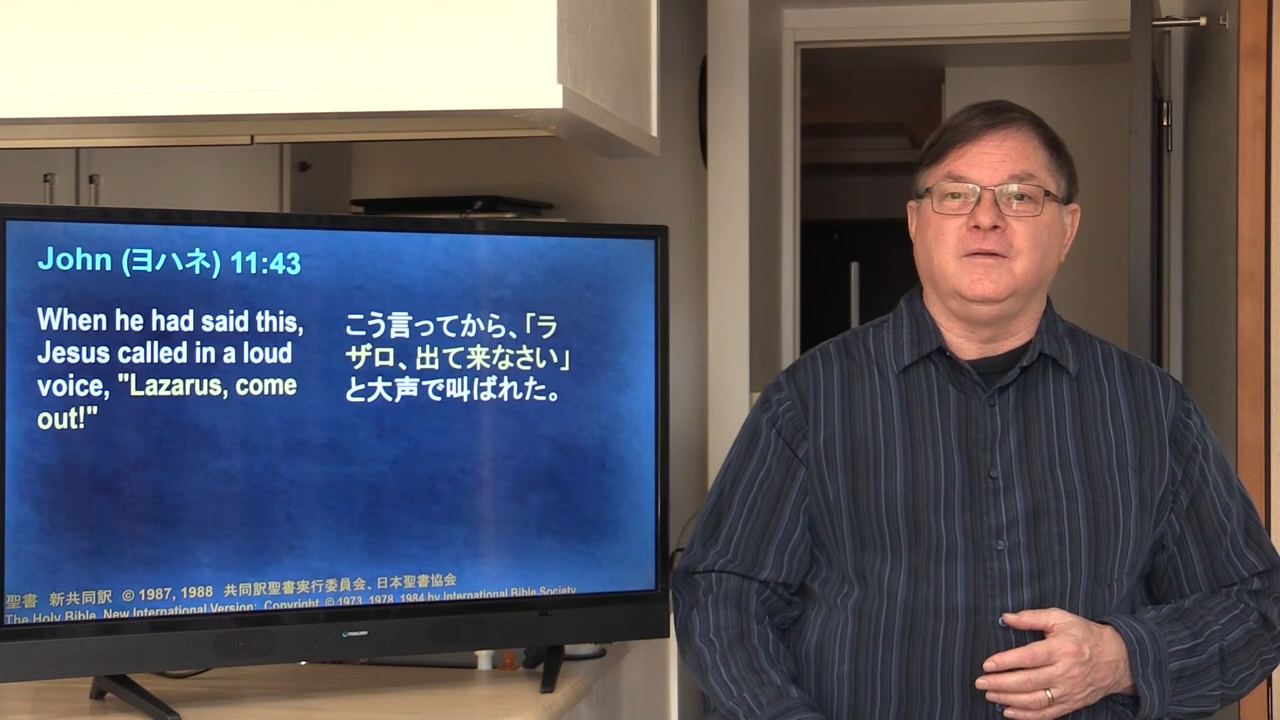 John (ヨハネ) 11:43
When he had said this,
Jesus called in a loud
voice, "Lazarus, come
out!"
こう言ってから、「ラ
ザロ、出て来なさい」
と大声で叫ばれた。
聖書 新共同訳 © 1987, 1988 共同訳聖書実行委員会、日本聖書協会
The Holy Bible, New International Version; Copyright © 1973, 1978, 1984 by International Bible Society